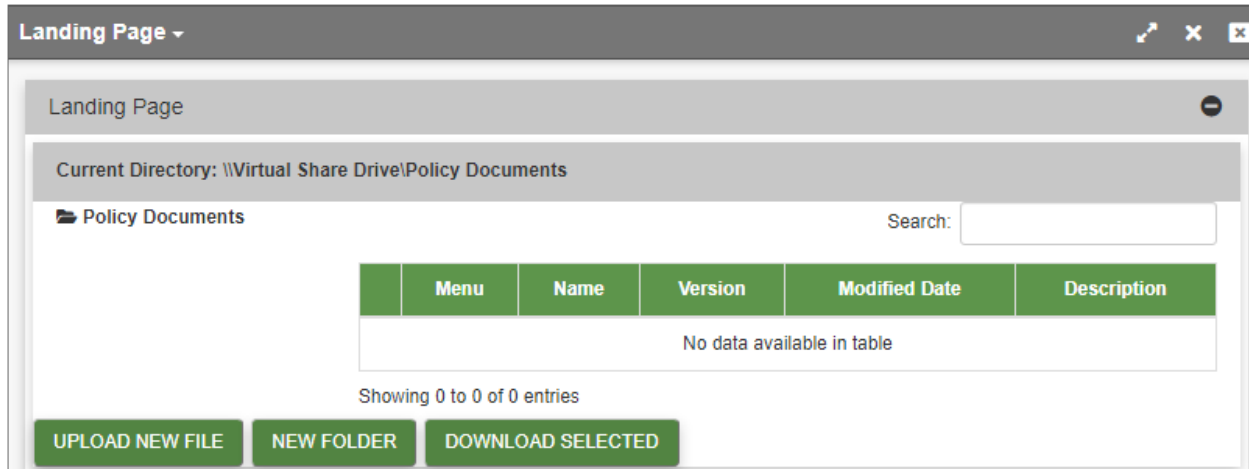 Landing Page
Landing Page
Current Directory: \\Virtual Share Drive\Policy Documents
Policy Documents
Search:
Menu Name Version Modified Date Description
No data available in table
Showing 0 to 0 of 0 entries
UPLOAD NEW FILE NEW FOLDER DOWNLOAD SELECTED